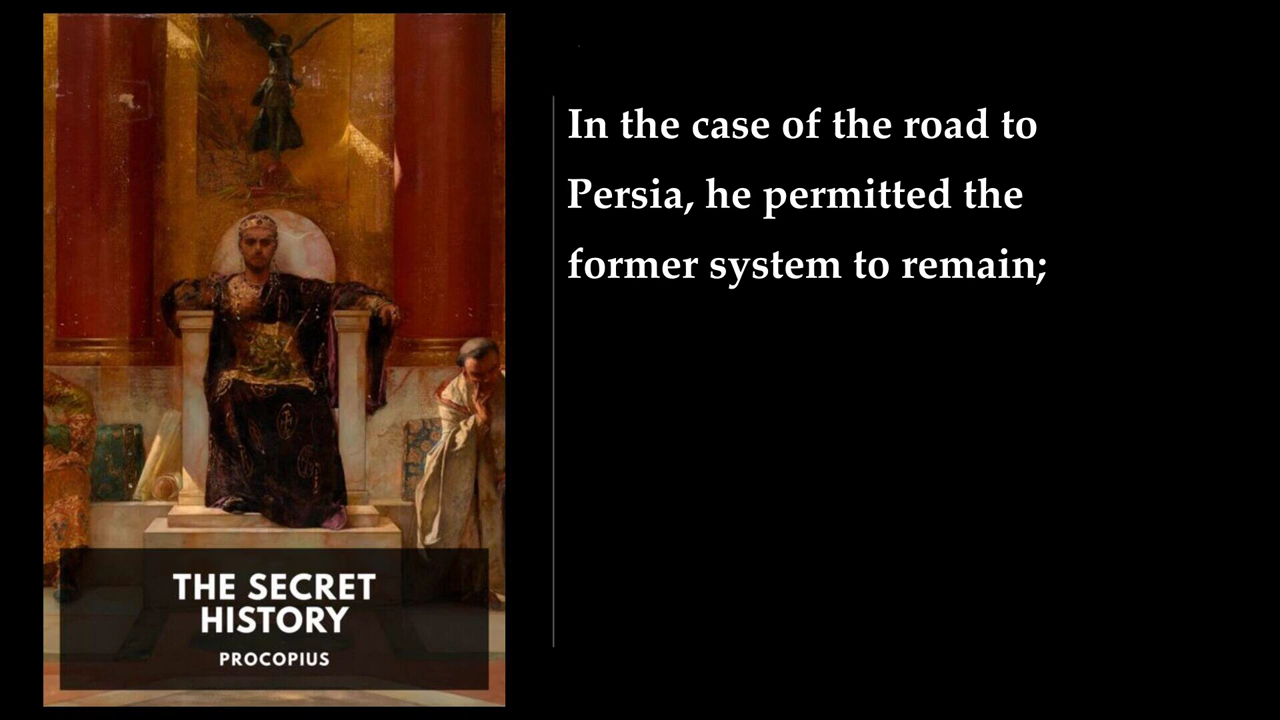 THE SECRET
HISTORY
PROCOPIUS
In the case of the road to
Persia, he permitted the
former system to remain;